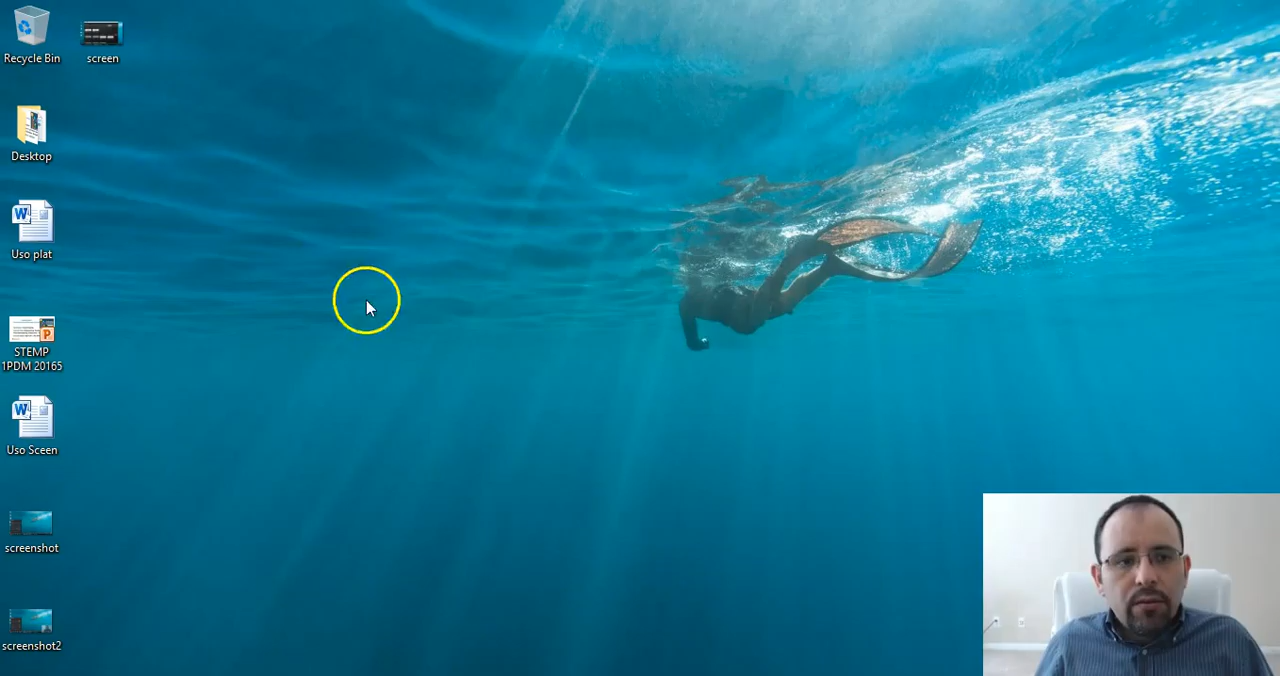 Recycle Bin
screen
Desktop
Uso plat
STEMP
1PDM 20165
Uso Sceen
screenshot
screenshot2